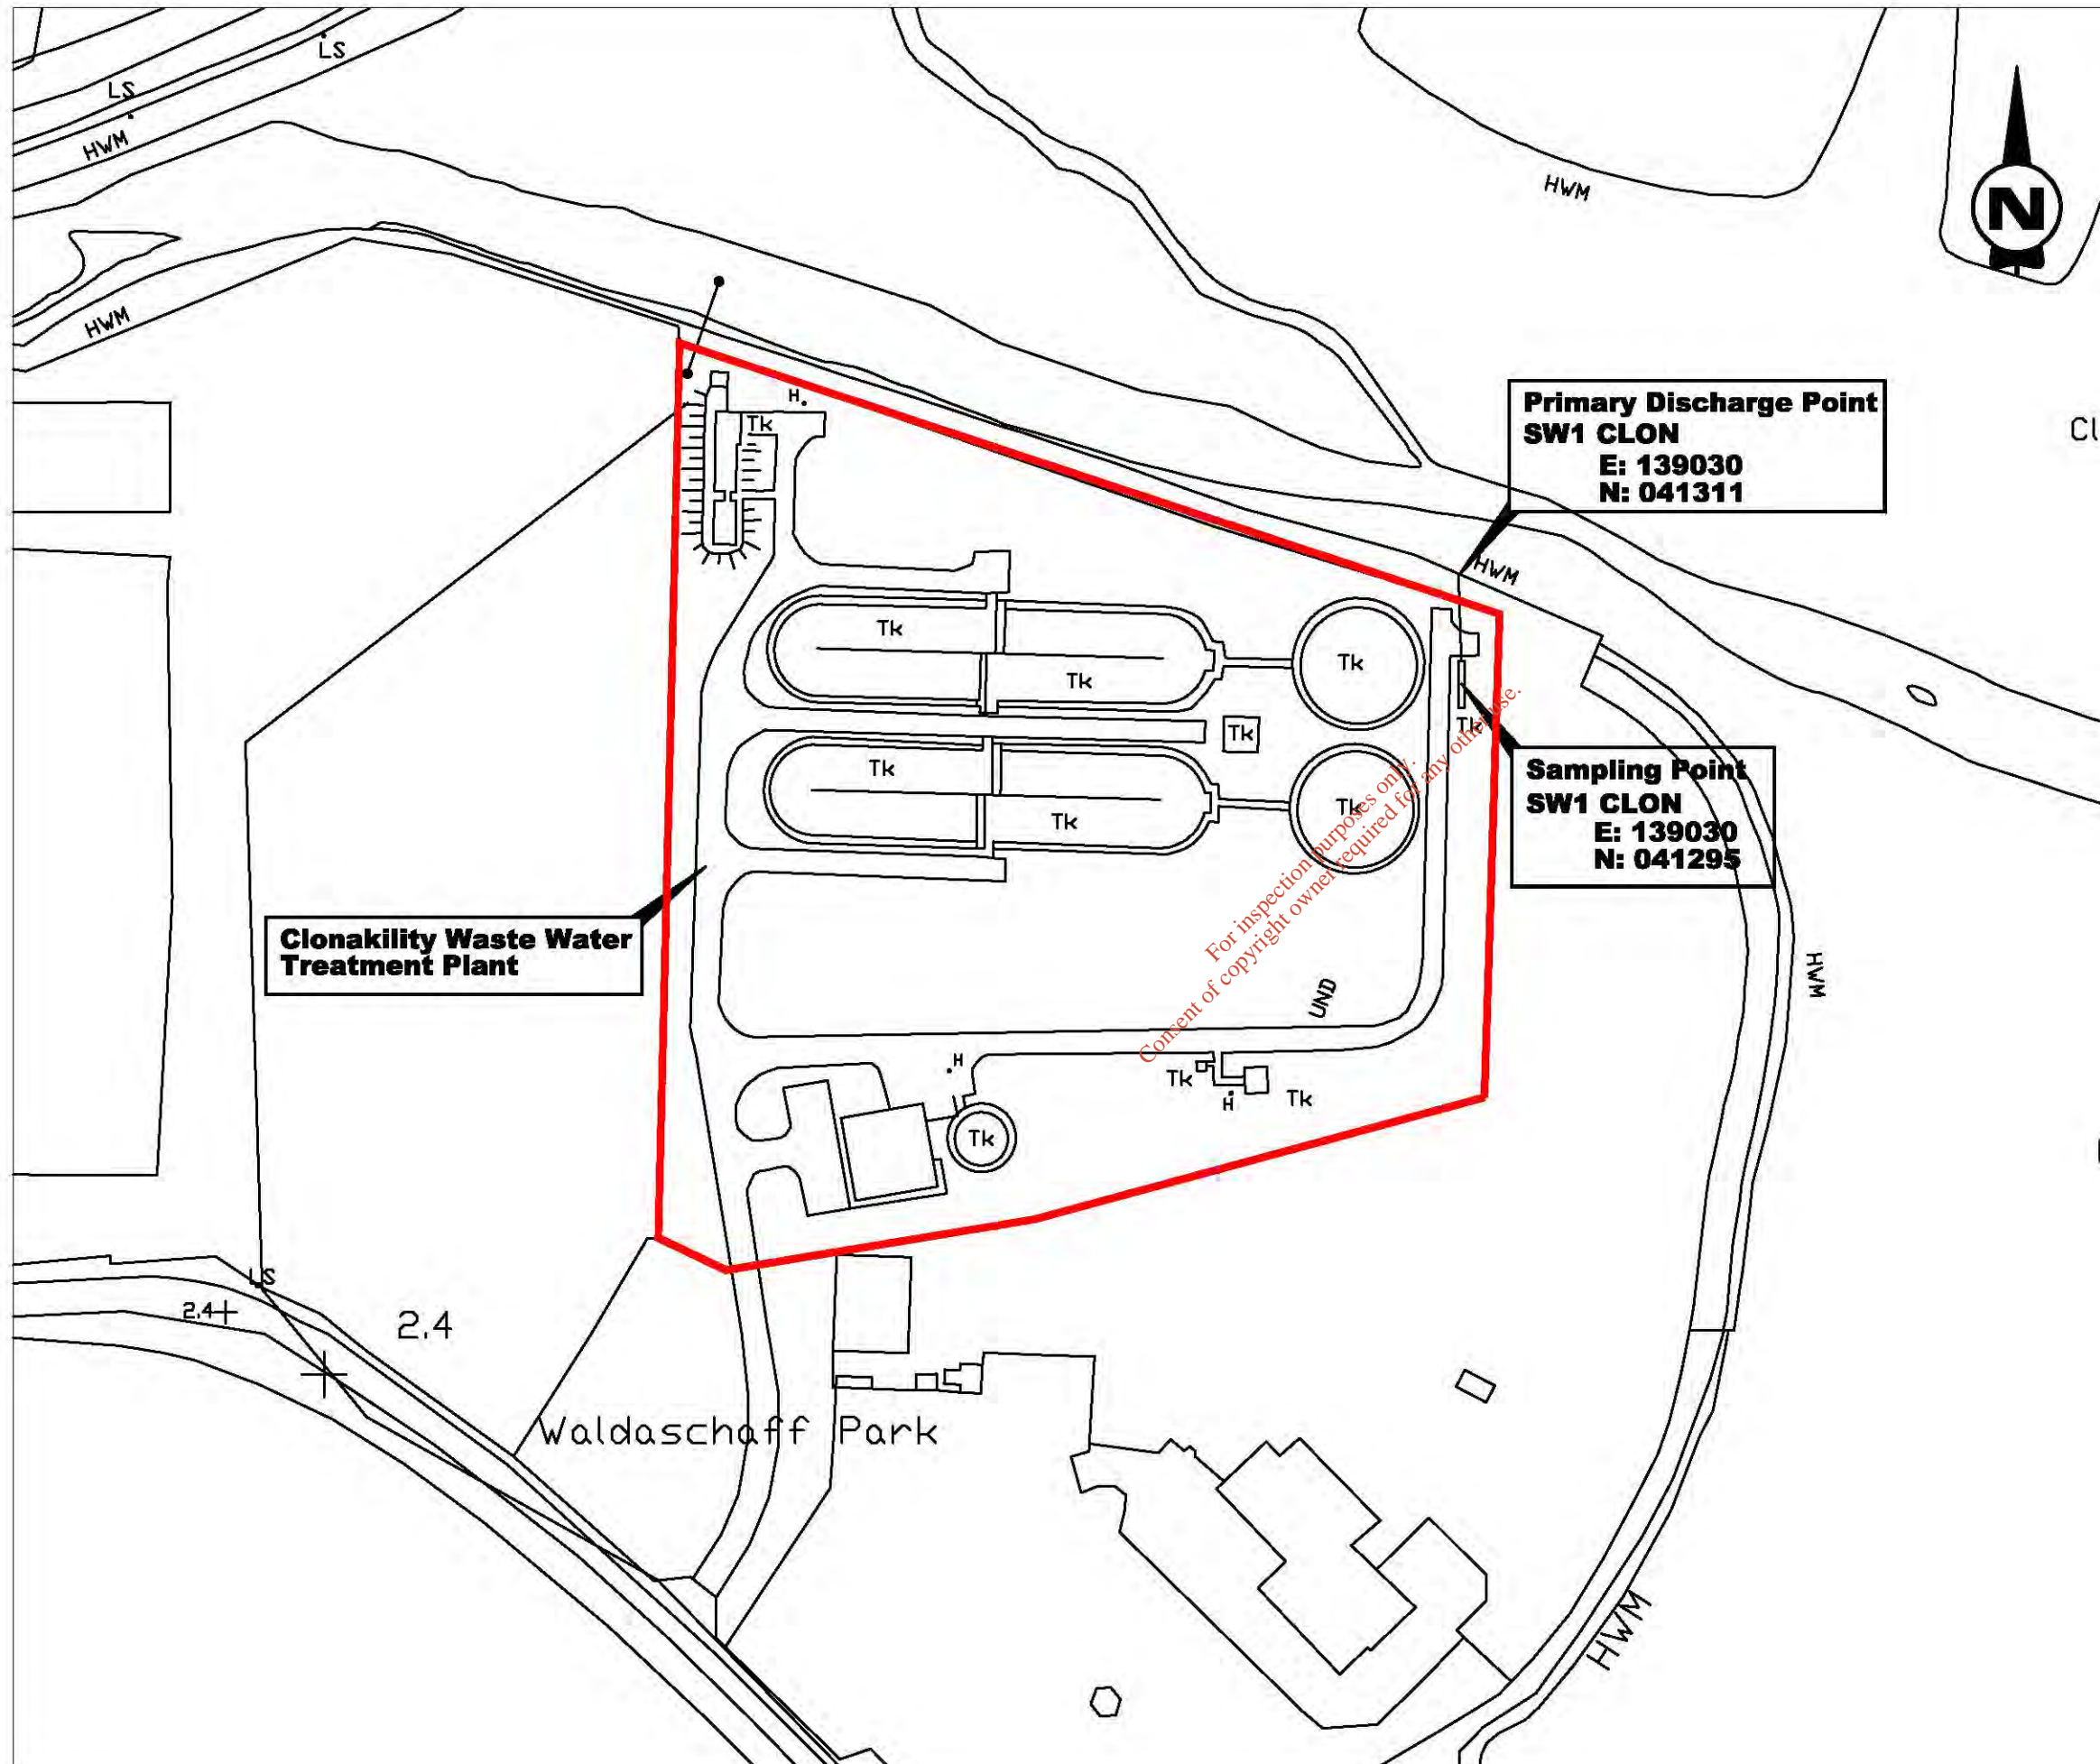 LS
LS
HWM
HWM
N
HWM
Primary Discharge Point
SW1 CLON
E: 139030
N: 041311
Cl
H
Tk
HWM
Tk
Tk
Tk
Tk
Tk
Tk
Tk
Tk
Sampling Point
SW1 CLON
E: 139030
N: 041295
Clonakility Waste Water
Treatment Plant
For inspection purposes only.
Consent of copyright owner required for any other use.
UND
HWM
H
Tk
H
Tk
Tk
LS
2.4
2.4
Waldaschaff Park
HWM